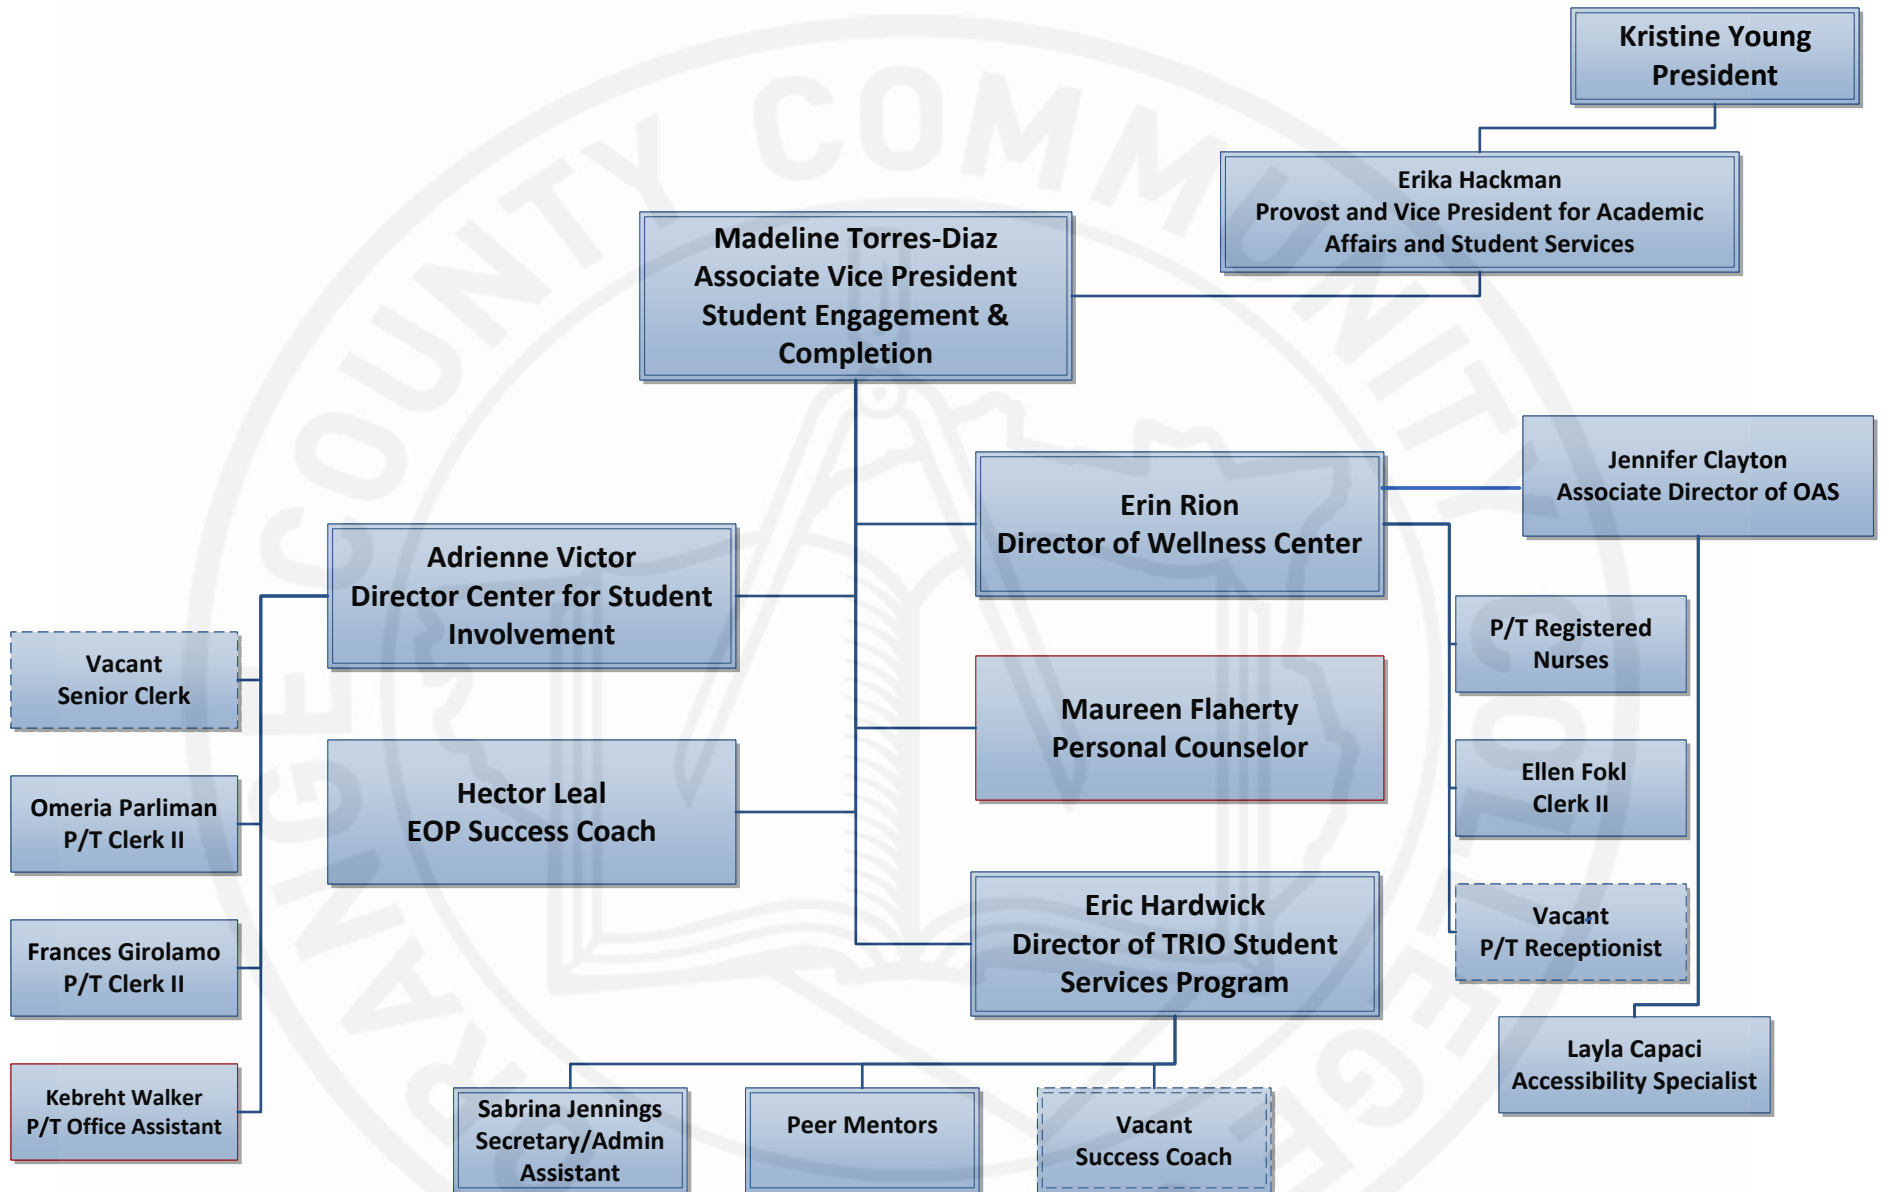 Kristine Young
President
Erika Hackman
Provost and Vice President for Academic
Affairs and Student Services
Madeline Torres-Diaz
Associate Vice President
Student Engagement &
Completion
Jennifer Clayton
Associate Director of OAS
Erin Rion
Director of Wellness Center
Adrienne Victor
Director Center for Student
Involvement
P/T Registered
Nurses
Vacant
Senior Clerk
Maureen Flaherty
Personal Counselor
Hector Leal
EOP Success Coach
Ellen Fokl
Clerk II
Omeria Parliman
P/T Clerk II
Eric Hardwick
Director of TRIO Student
Services Program
Vacant
P/T Receptionist
Frances Girolamo
P/T Clerk II
Layla Capaci
Accessibility Specialist
Kebreht Walker
P/T Office Assistant
Sabrina Jennings
Secretary/Admin
Assistant
Peer Mentors
Vacant
Success Coach
RANGE COUNTY COMMUNITY COLLEGE